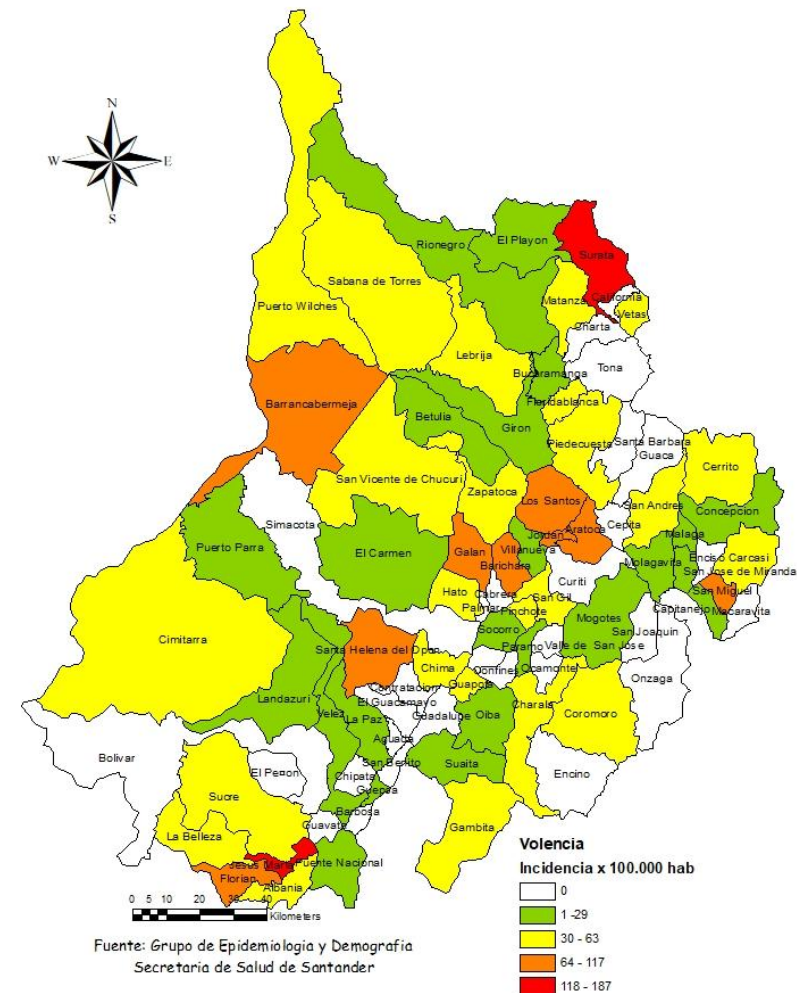 N
W
E
S
Rionegro
El Playon
Surata
Sabana de Torres
Puerto Wilches
Matanza
California
Vetas
Charta
Lebrija
Tona
Bucaramanga
Barrancabermeja
Floridablanca
Betulia
Giron
Piedecuesta
Santa Barbara
Guaca
Cerrito
San Vicente de Chucuri
Zapatoca
Los Santos
San Andres
Concepcion
Simacota
Cepita
Aratoca
Jordan
Malaga
Puerto Parra
El Carmen
Galan
Villanueva
Barichara
Molagavita
Enciso
Carcasi
San Jose de Miranda
Curiti
San Miguel
Hato
Cabrera
San Gil
Palmar
Pinchote
Mogotes
Capitanejo
Macaravita
Cimitarra
Socorro
San Joaquin
Santa Helena del Opon
Paramo
Valle de San Jose
Chima
Confines
Ocamonte
Onzaga
Contratacion
Guapota
Landazuri
El Guacamayo
Charala
Velez
La Paz
Guadalupe
Oiba
Coromoro
Aguada
Bolivar
San Benito
Suaita
El Penon
Chipata
Encino
Guepsa
Sucre
Barbosa
Guavata
Gambita
La Belleza
Jesus Maria
Puente Nacional
Florian
Albania
0 5 10 20 30 40
Kilometers
Fuente: Grupo de Epidemiologia y Demografia
Secretaria de Salud de Santander
Volencia
Incidencia x 100.000 hab
0
1 -29
30 - 63
64 - 117
118 - 187